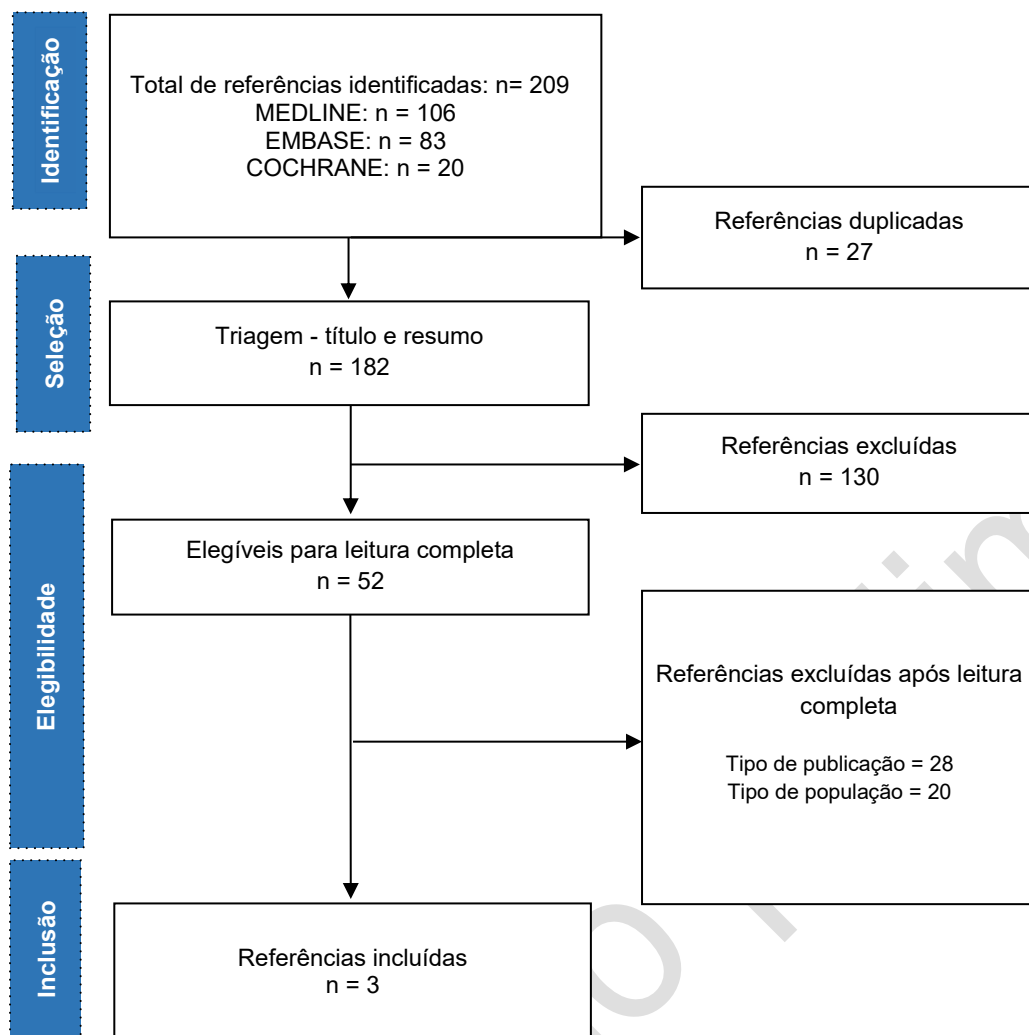 Identificação
Total de referências identificadas: n= 209
MEDLINE: n = 106
EMBASE: n = 83
COCHRANE: n = 20
Referências duplicadas
n = 27
Seleção
Triagem - título e resumo
n = 182
Referências excluídas
n = 130
Elegibilidade
Elegíveis para leitura completa
n = 52
Referências excluídas após leitura
completa
Tipo de publicação = 28
Tipo de população = 20
Inclusão
Referências incluídas
n = 3